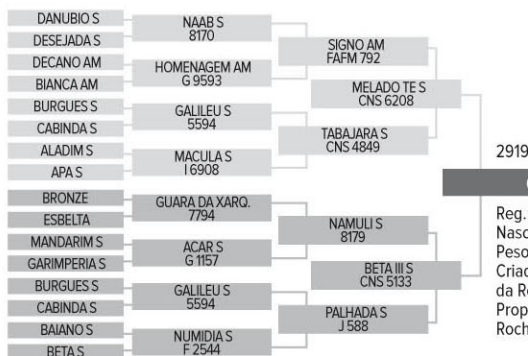 DANUBIO S
DESEJADA S
DECANO AM
BIANCA AM
BURGUES S
CABINDA S
ALADIM S
APA S
BRONZE
ESBELTA
MANDARIM S
GARIMPERIA S
BURGUES S
CABINDA S
BAIANO S
BETA S
NAAB S
8170
HOMENAGEM AM
G 9593
GALILEU S
5594
MACULA S
I 6908
GUARA DA XARQ.
7794
ACAR S
G 1157
GALILEU S
5594
NUMIDIA S
F 2544
SIGNO AM
FAFM 792
TABAJARA S
CNS 4849
NAMULI S
8179
PALHADA S
J 588
MELADO TE S
CNS 6208
BETA III S
CNS 5133
2919
Reg.
Nasc
Peso
Criad
da Re
Prop
Roch